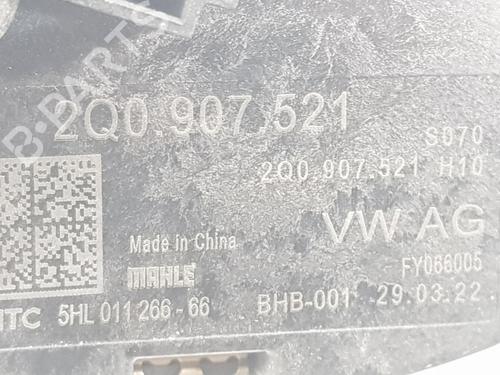 B-PARTS
2Q0.907.521
S070
2Q0.907.521 H10
VW AG
Made in China
MAHLE
FY066005
5HL 011 266-66
BHB-001 29.03.22